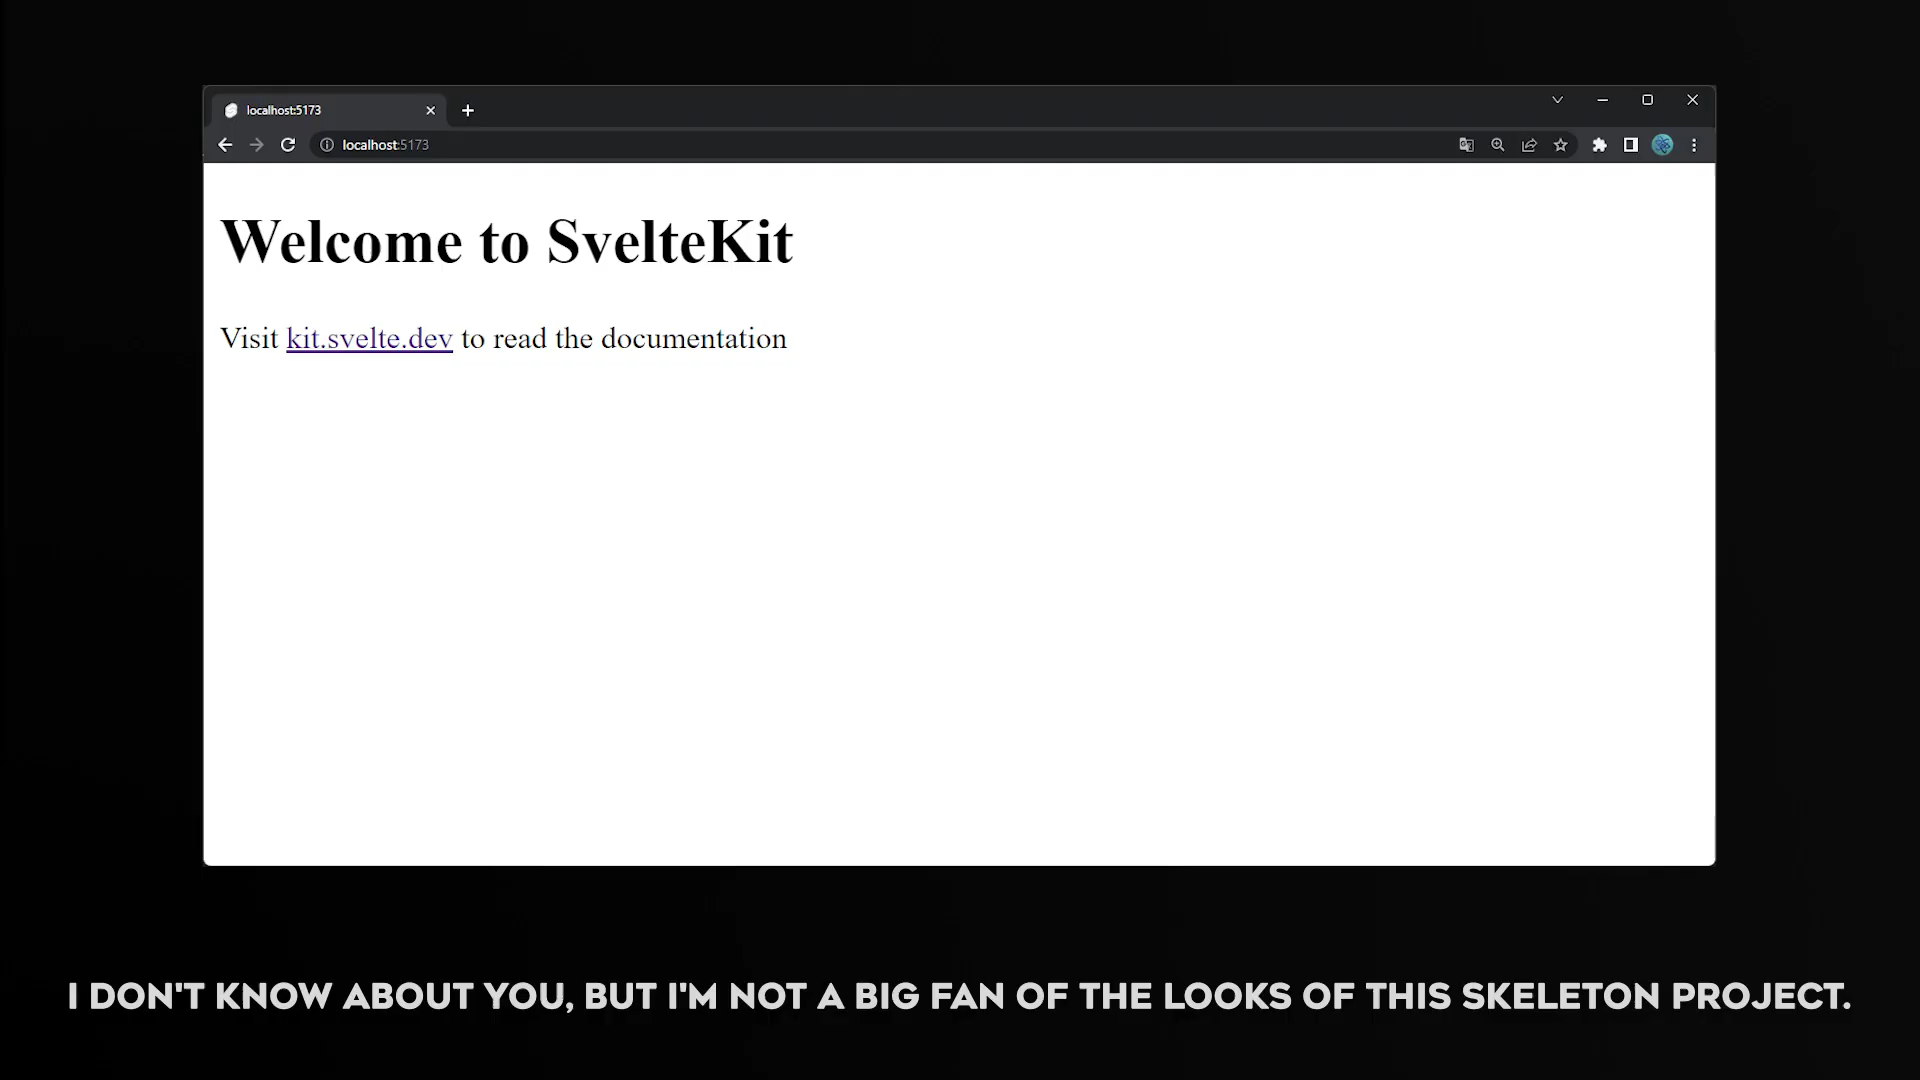 localhost:5173
localhost:5173
Welcome to SvelteKit
Visit kit.svelte.dev to read the documentation
I DON'T KNOW ABOUT YOU, BUT I'M NOT A BIG FAN OF THE LOOKS OF THIS SKELETON PROJECT.